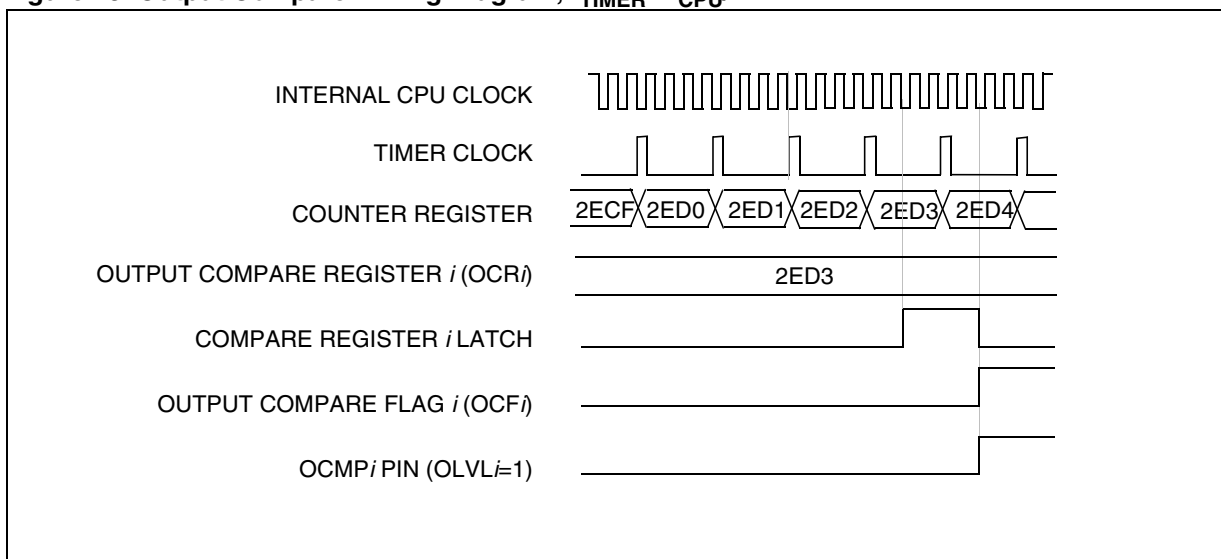 INTERNAL CPU CLOCK
TIMER CLOCK
COUNTER REGISTER 2ECF 2ED0 2ED1 2ED2 2ED3 2ED4
OUTPUT COMPARE REGISTER i (OCRi) 2ED3
COMPARE REGISTER i LATCH
OUTPUT COMPARE FLAG i (OCFi)
OCMPi PIN (OLVLi=1)